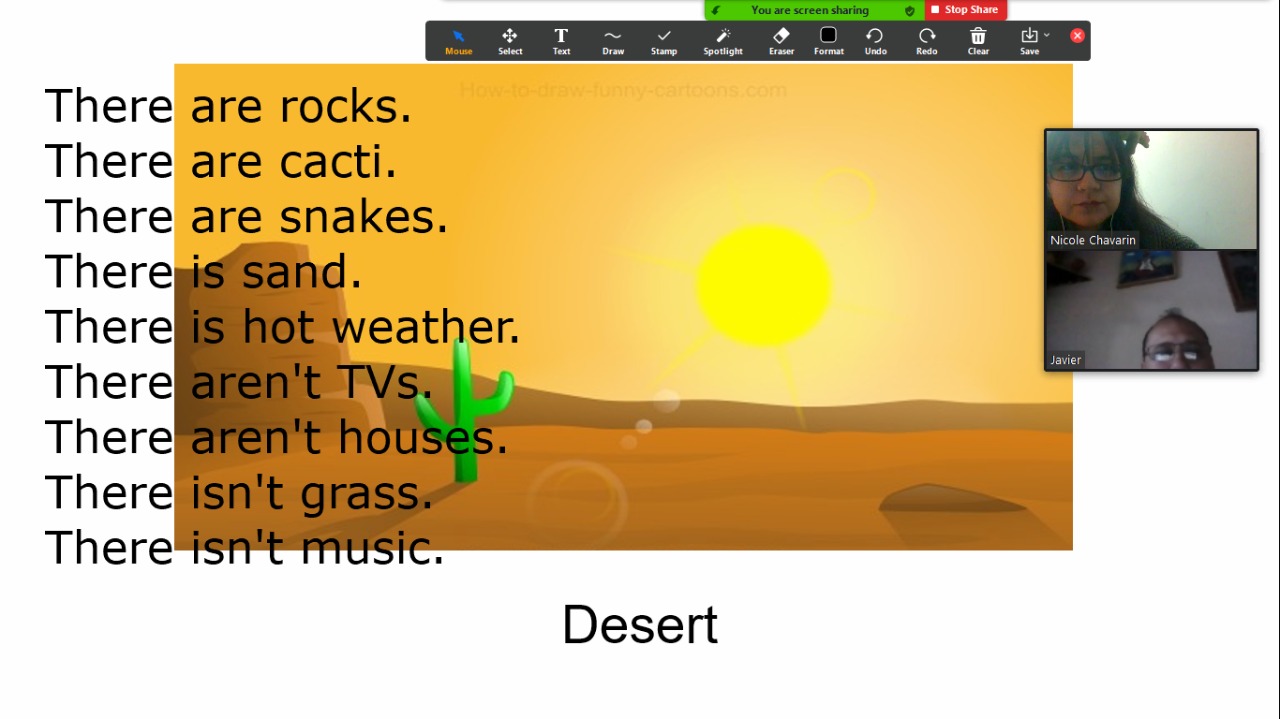 You are screen sharing
Stop Share
Mouse Select Text Draw Stamp Spotlight Eraser Format Undo Redo Clear Save
How-to-draw-funny-cartoons.com
There are rocks.
There are cacti.
There are snakes.
There is sand.
There is hot weather.
There aren't TVs.
There aren't houses.
There isn't grass.
There isn't music.
Nicole Chavarin
Javier
Desert